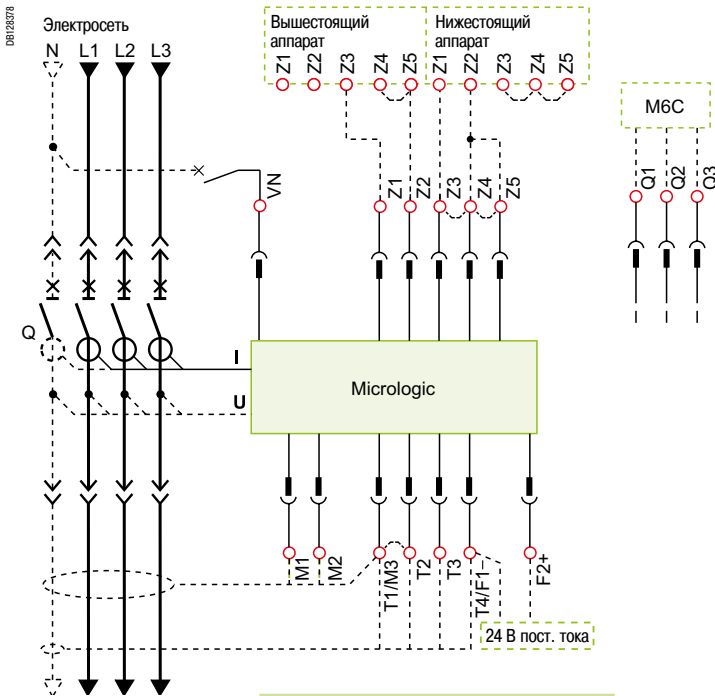 DB128378
Электросеть
N L1 L2 L3
Вышестоящий
аппарат
Нижестоящий
аппарат
Z1 Z2 Z3 Z4 Z5 Z1 Z2 Z3 Z4 Z5
M6C
Q1 Q2 Q3
VN
Z1 Z2 Z3 Z4 Z5
Q
I
U
Micrologic
M1 M2 T1/M3 T2 T3 T4/F1– F2+
24 В пост. тока